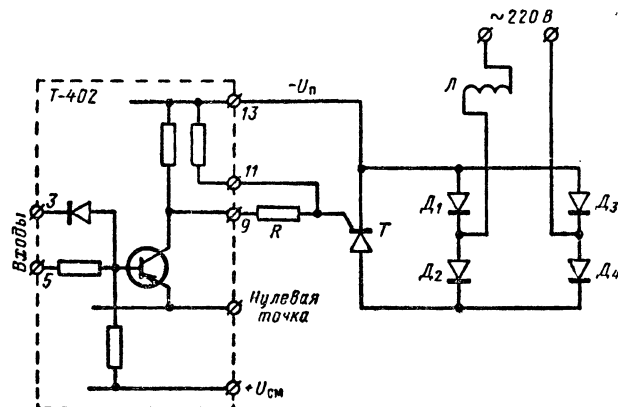 ~220 В
Т-402
-Uп
13
Л
11
3
9
R
Т
Д1
Д3
Входы
5
Д2
Д4
Нулевая
точка
+Uсм